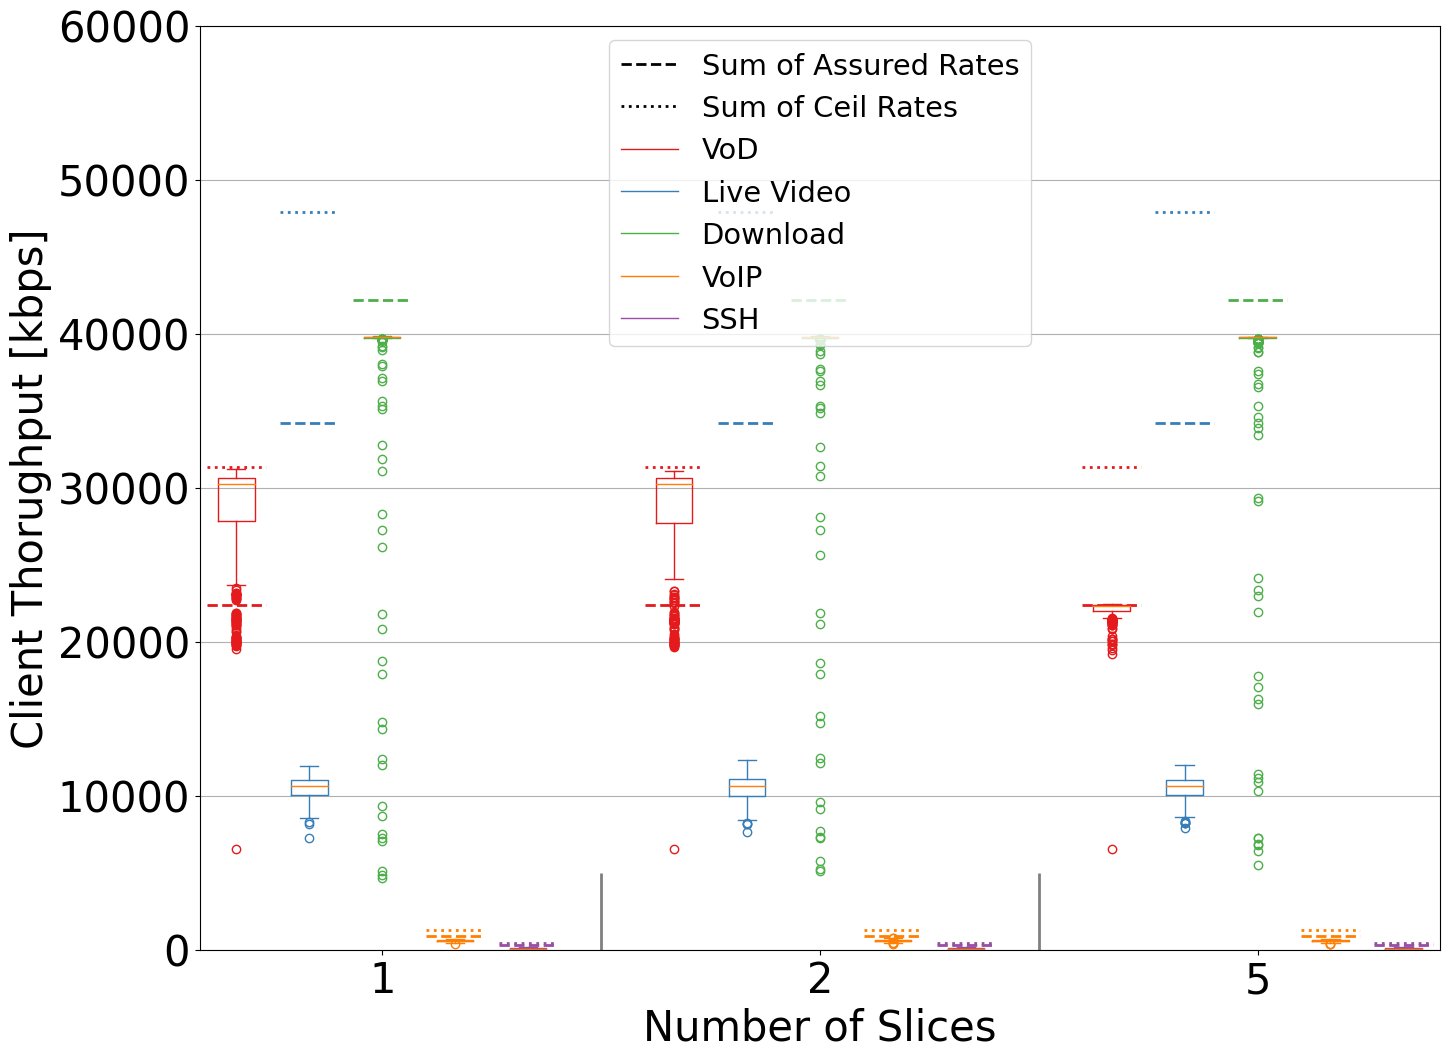 60000
50000
40000
30000
20000
10000
0
Client Thorughput [kbps]
Sum of Assured Rates
Sum of Ceil Rates
VoD
Live Video
Download
VoIP
SSH
1
2
5
Number of Slices